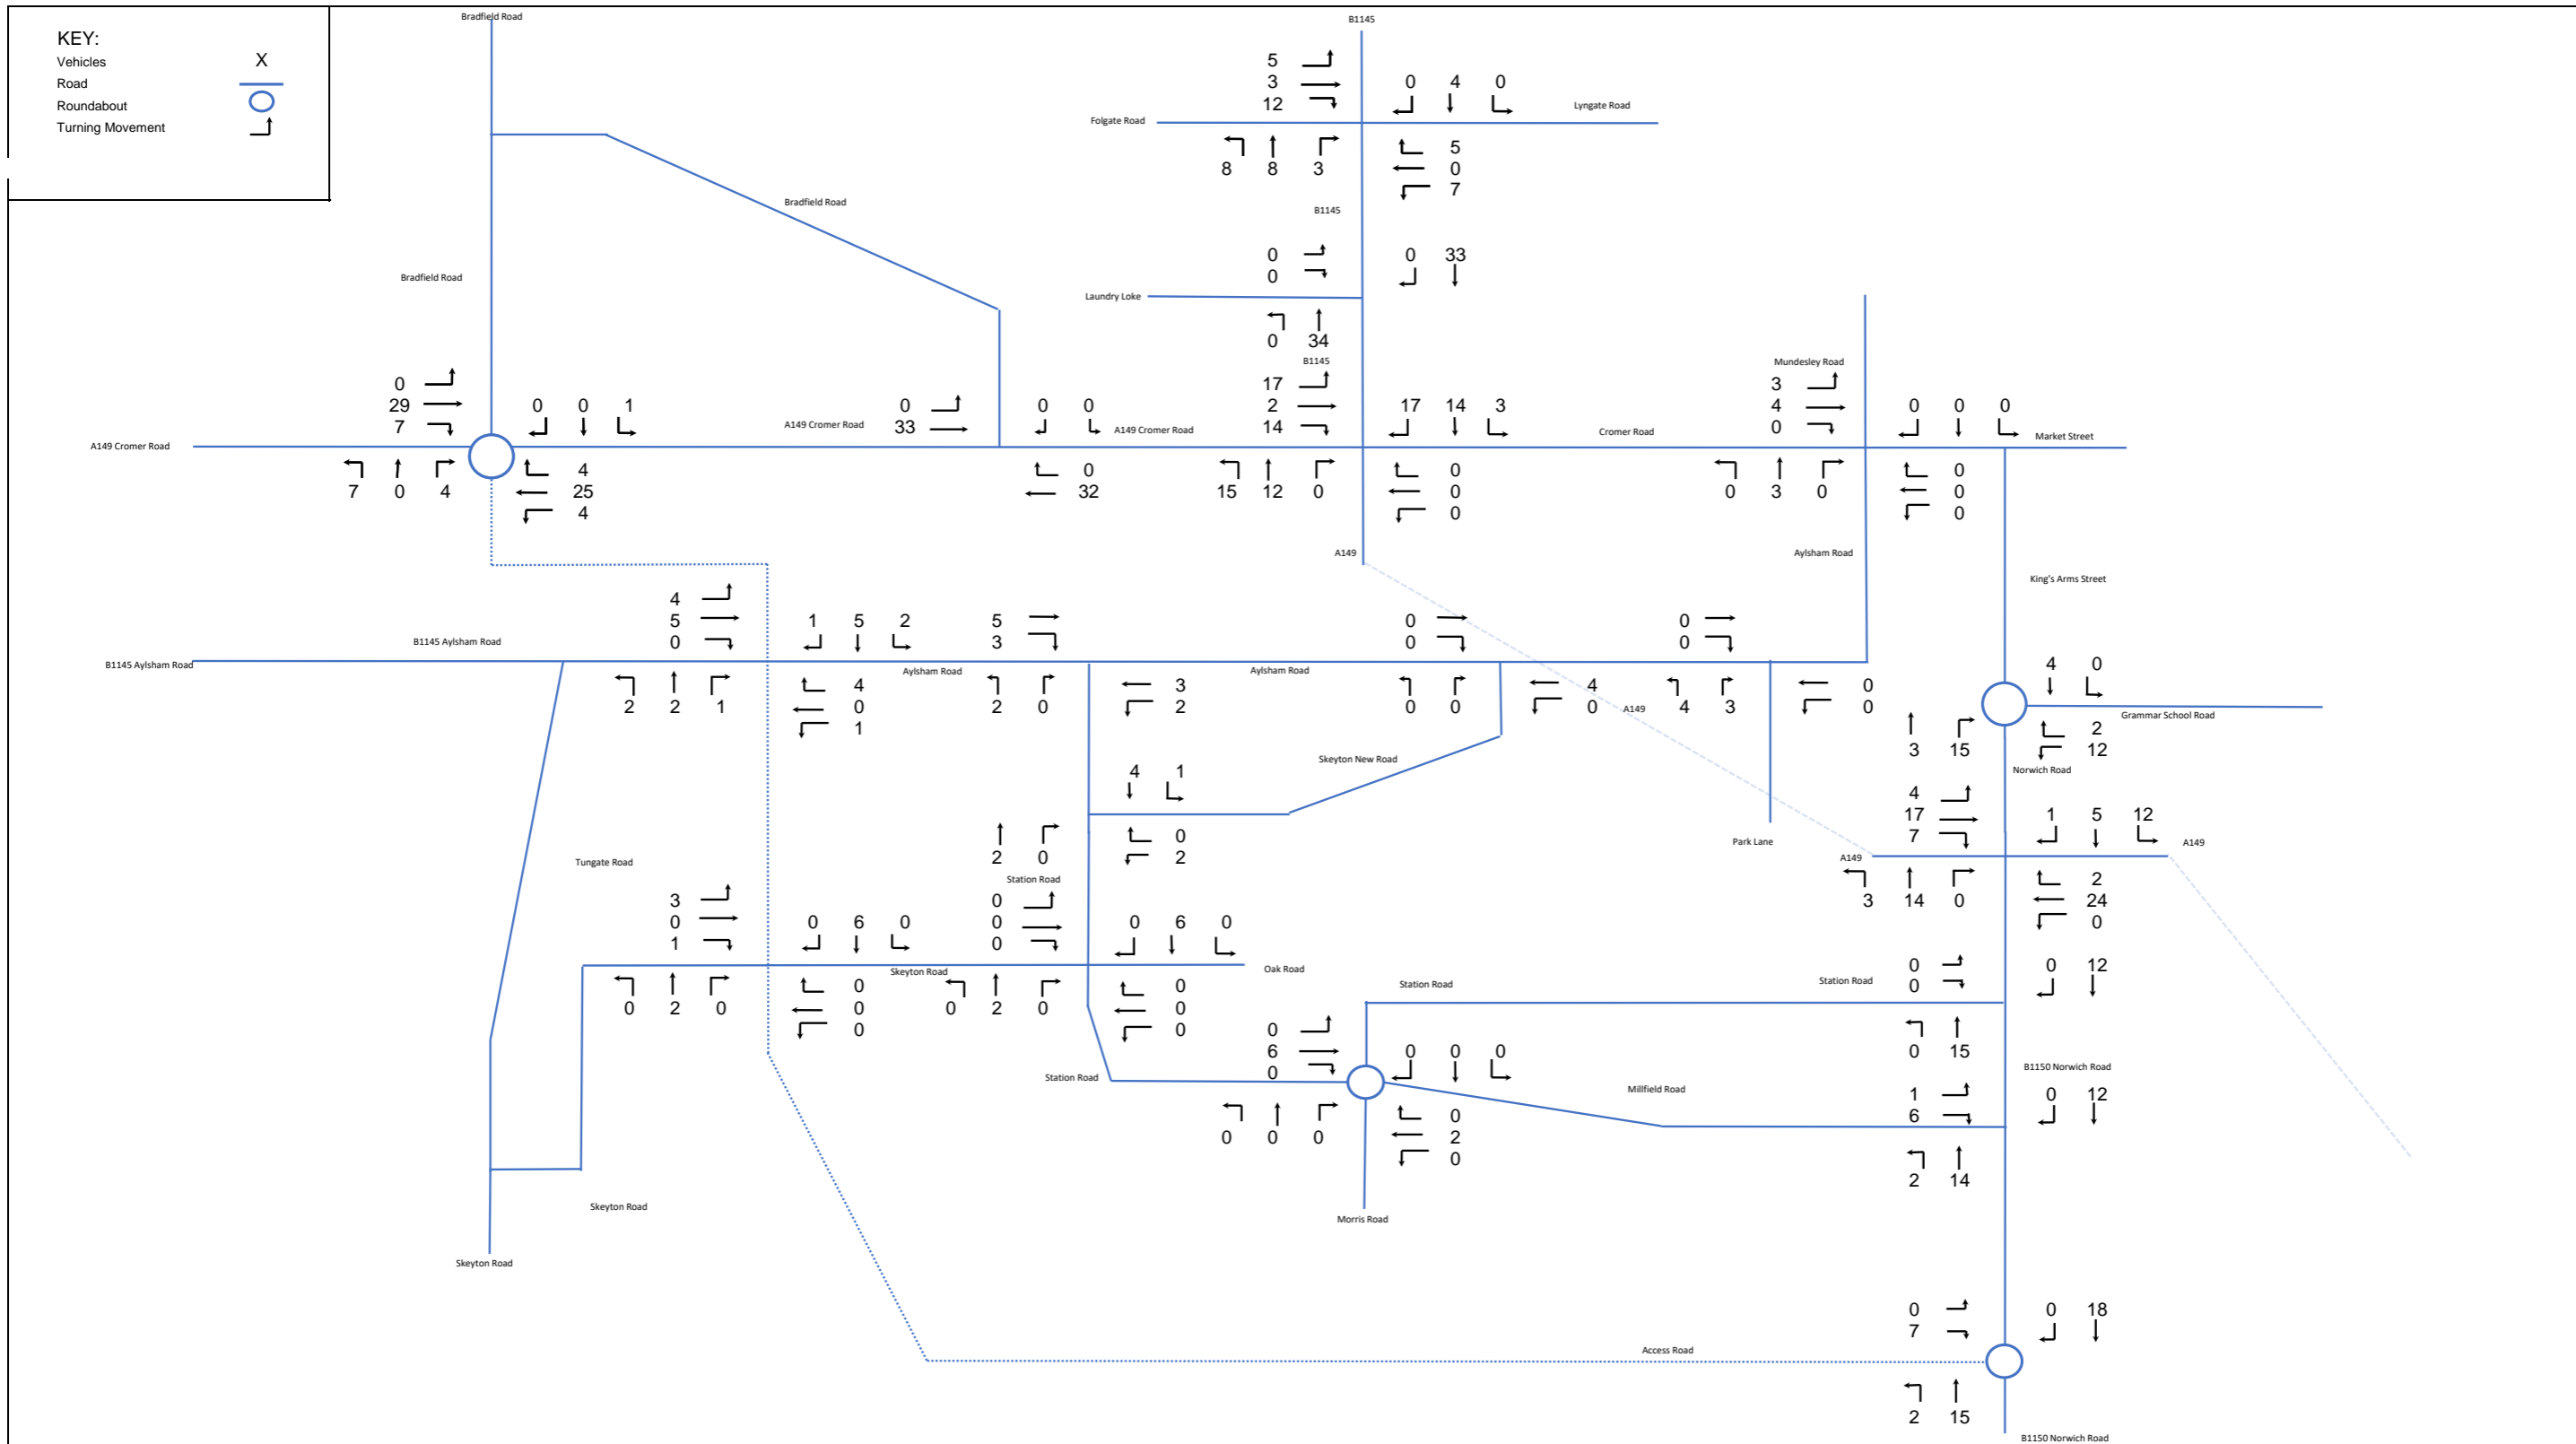 Bradfield Road
B1145
KEY:
Vehicles X
Road
Roundabout
Turning Movement
5
3
12
0 4 0
Lyngate Road
Folgate Road
8 8 3
5
0
7
Bradfield Road
B1145
Bradfield Road
0
0
0 33
Laundry Loke
0 34
B1145
Mundesley Road
0
29
7
0 0 1
A149 Cromer Road
0
33
0 0
A149 Cromer Road
17
2
14
17 14 3
Cromer Road
3
4
0
0 0 0
Market Street
A149 Cromer Road
7 0 4
4
25
4
0
32
15 12 0
0
0
0
0 3 0
0
0
0
A149
Aylsham Road
King's Arms Street
4
5
0
1 5 2
5
3
0
0
0
0
B1145 Aylsham Road
B1145 Aylsham Road
Aylsham Road
Aylsham Road
2 2 1
4
0
1
2 0
3
2
0 0
4
0
A149
4 3
0
0
4 0
Grammar School Road
3 15
2
12
Norwich Road
Skeyton New Road
4 1
2 0
0
2
Station Road
Park Lane
4
17
7
1 5 12
A149
A149
3 14 0
2
24
0
Tungate Road
3
0
1
0 6 0
0
0
0
0 6 0
Skeyton Road
Oak Road
0 2 0
0
0
0
0 2 0
0
0
0
Station Road
Station Road
0
0
0 12
0 15
B1150 Norwich Road
Station Road
0
6
0
0 0 0
Millfield Road
1
6
0 12
0 0 0
0
2
0
2 14
Morris Road
Skeyton Road
Skeyton Road
0
7
0 18
Access Road
2 15
B1150 Norwich Road